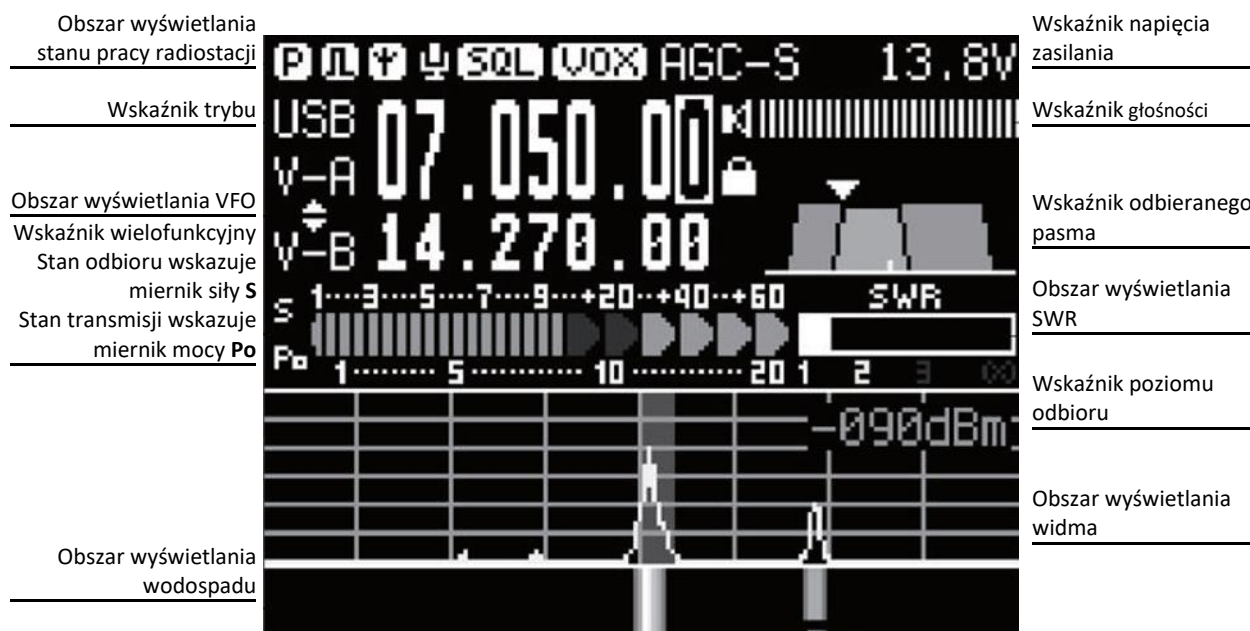 Obszar wyświetlania
stanu pracy radiostacji
Wskaźnik trybu
Obszar wyświetlania VFO
Wskaźnik wielofunkcyjny
Stan odbioru wskazuje
miernik siły S
Stan transmisji wskazuje
miernik mocy Po
Obszar wyświetlania
wodospadu
P SQL VOX AGC-S 13.8V
USB 07.050.00
V-A
V-B 14.270.00
S 1----3----5----7----9---+20--+40--+60
SWR
Po
1········ 5 ··········· 10 ··········· 20
1 2 3 ∞
-090dBm
Wskaźnik napięcia
zasilania
Wskaźnik głośności
Wskaźnik odbieranego
pasma
Obszar wyświetlania
SWR
Wskaźnik poziomu
odbioru
Obszar wyświetlania
widma